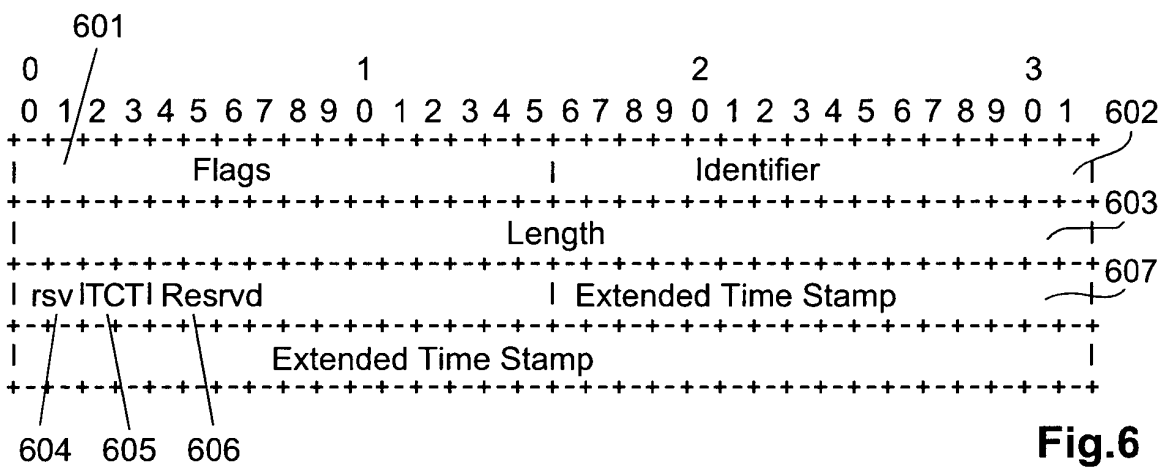 601
0 1 2 3
0 1 2 3 4 5 6 7 8 9 0 1 2 3 4 5 6 7 8 9 0 1 2 3 4 5 6 7 8 9 0 1 602
+-+-+-+-+-+-+-+-+-+-+-+-+-+-+-+-+-+-+-+-+-+-+-+-+-+-+-+-+-+-+-+-+
| Flags | Identifier |
+-+-+-+-+-+-+-+-+-+-+-+-+-+-+-+-+-+-+-+-+-+-+-+-+-+-+-+-+-+-+-+-+ 603
| Length |
+-+-+-+-+-+-+-+-+-+-+-+-+-+-+-+-+-+-+-+-+-+-+-+-+-+-+-+-+-+-+-+-+ 607
| rsv |TCT| Resrvd | Extended Time Stamp |
+-+-+-+-+-+-+-+-+-+-+-+-+-+-+-+-+-+-+-+-+-+-+-+-+-+-+-+-+-+-+-+-+
| Extended Time Stamp |
+-+-+-+-+-+-+-+-+-+-+-+-+-+-+-+-+-+-+-+-+-+-+-+-+-+-+-+-+-+-+-+-+
604 605 606 Fig.6